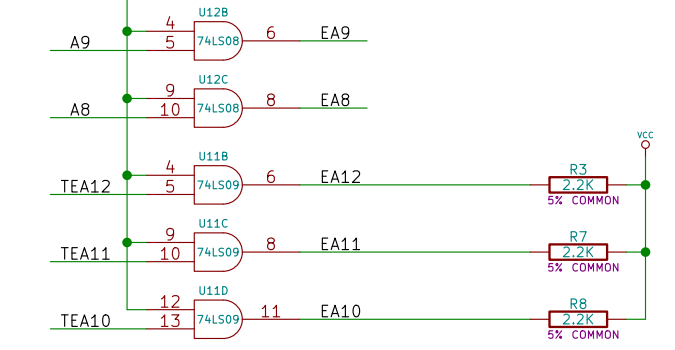 U12B
4
A9
5
74LS08
6
EA9
U12C
9
A8
10
74LS08
8
EA8
VCC
U11B
4
TEA12
5
74LS09
6
EA12
R3
2.2K
5% COMMON
U11C
9
TEA11
10
74LS09
8
EA11
R7
2.2K
5% COMMON
U11D
12
TEA10
13
74LS09
11
EA10
R8
2.2K
5% COMMON